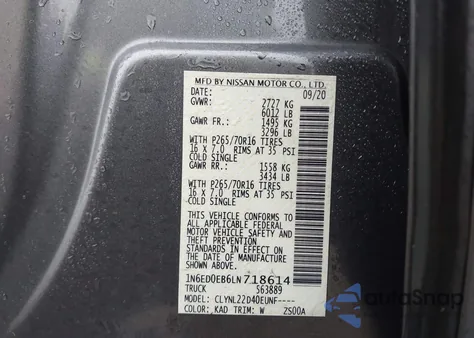 MFD BY NISSAN MOTOR CO., LTD.
09/20
GVWR: 2727 KG
6012 LB
GAWR FR.: 1495 KG
3296 LB
WITH P265/70R16 TIRES
16 X 7.0 RIMS AT 35 PSI
COLD SINGLE
GAWR RR.: 1558 KG
3434 LB
WITH P265/70R16 TIRES
16 X 7.0 RIMS AT 35 PSI
COLD SINGLE
THIS VEHICLE CONFORMS TO
ALL APPLICABLE FEDERAL
MOTOR VEHICLE SAFETY AND
THEFT PREVENTION
STANDARDS IN EFFECT ON
THE DATE OF MANUFACTURE
SHOWN ABOVE.
1N6ED0EB6LN718614
TRUCK 563889
MODEL: CLYNL22D40EUNF----
COLOR: KAD TRIM: W 2S00A
AlertaSnap